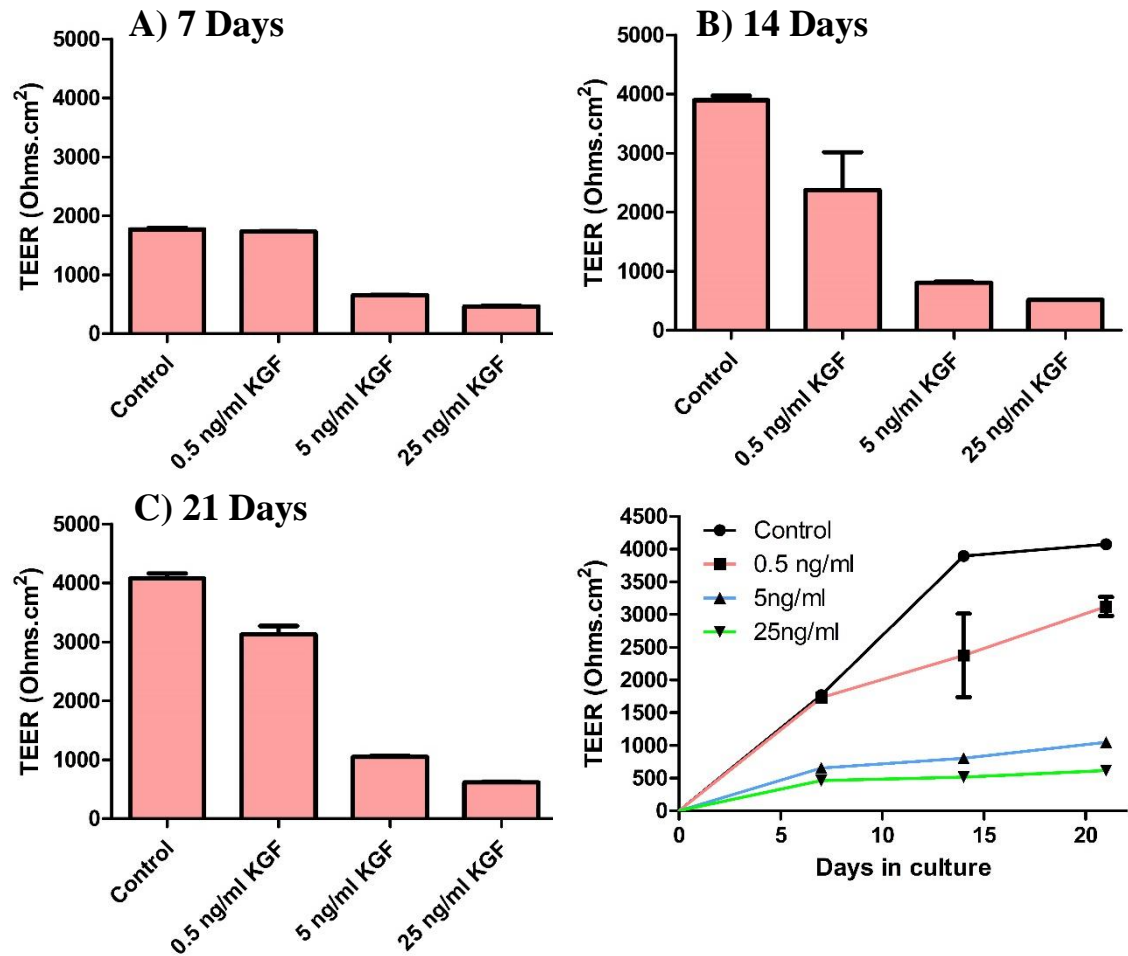 A) 7 Days
TEER (Ohms.cm²)
5000
4000
3000
2000
1000
0
Control
0.5 ng/ml KGF
5 ng/ml KGF
25 ng/ml KGF
B) 14 Days
TEER (Ohms.cm²)
5000
4000
3000
2000
1000
0
Control
0.5 ng/ml KGF
5 ng/ml KGF
25 ng/ml KGF
C) 21 Days
TEER (Ohms.cm²)
5000
4000
3000
2000
1000
0
Control
0.5 ng/ml KGF
5 ng/ml KGF
25 ng/ml KGF
TEER (Ohms.cm²)
4500
4000
3500
3000
2500
2000
1500
1000
500
0
Control
0.5 ng/ml
5ng/ml
25ng/ml
0 5 10 15 20
Days in culture